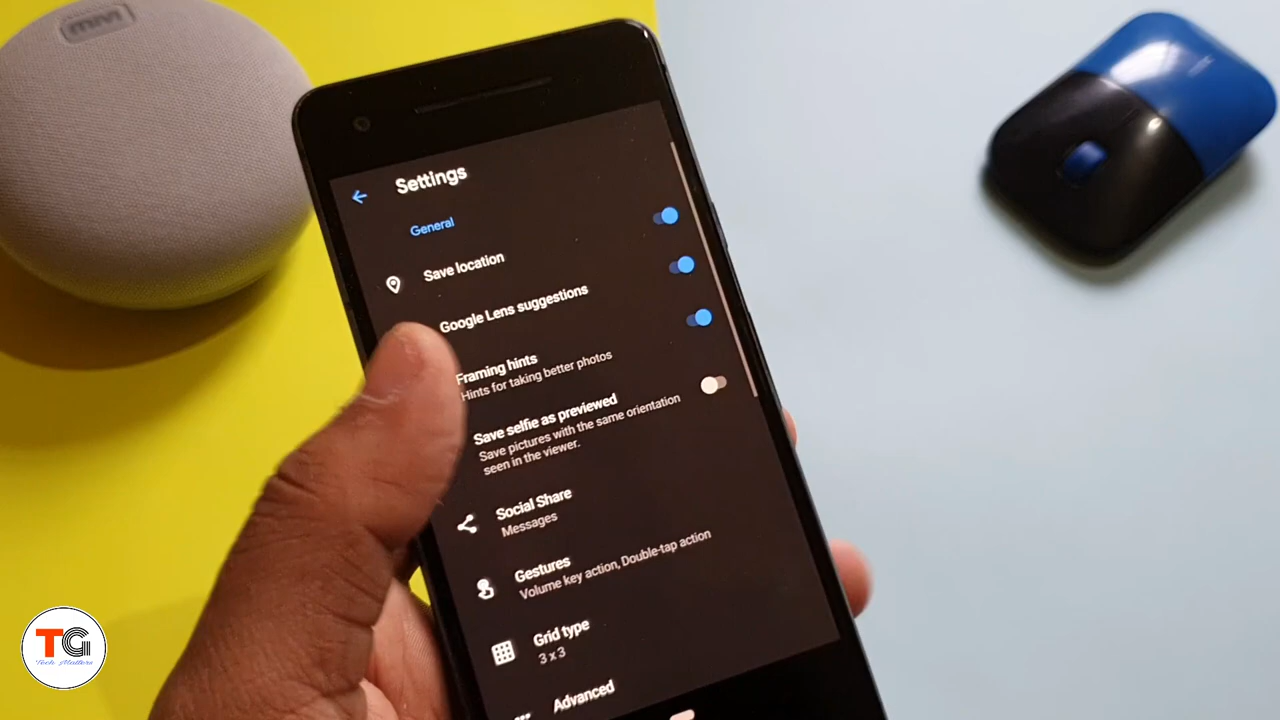 Settings
General
Save location
Google Lens suggestions
Framing hints
Hints for taking better photos
Save selfie as previewed
Save pictures with the same orientation
seen in the viewer.
Social Share
Messages
Gestures
Volume key action, Double-tap action
Grid type
3 x 3
Advanced
TG
Tech Matters